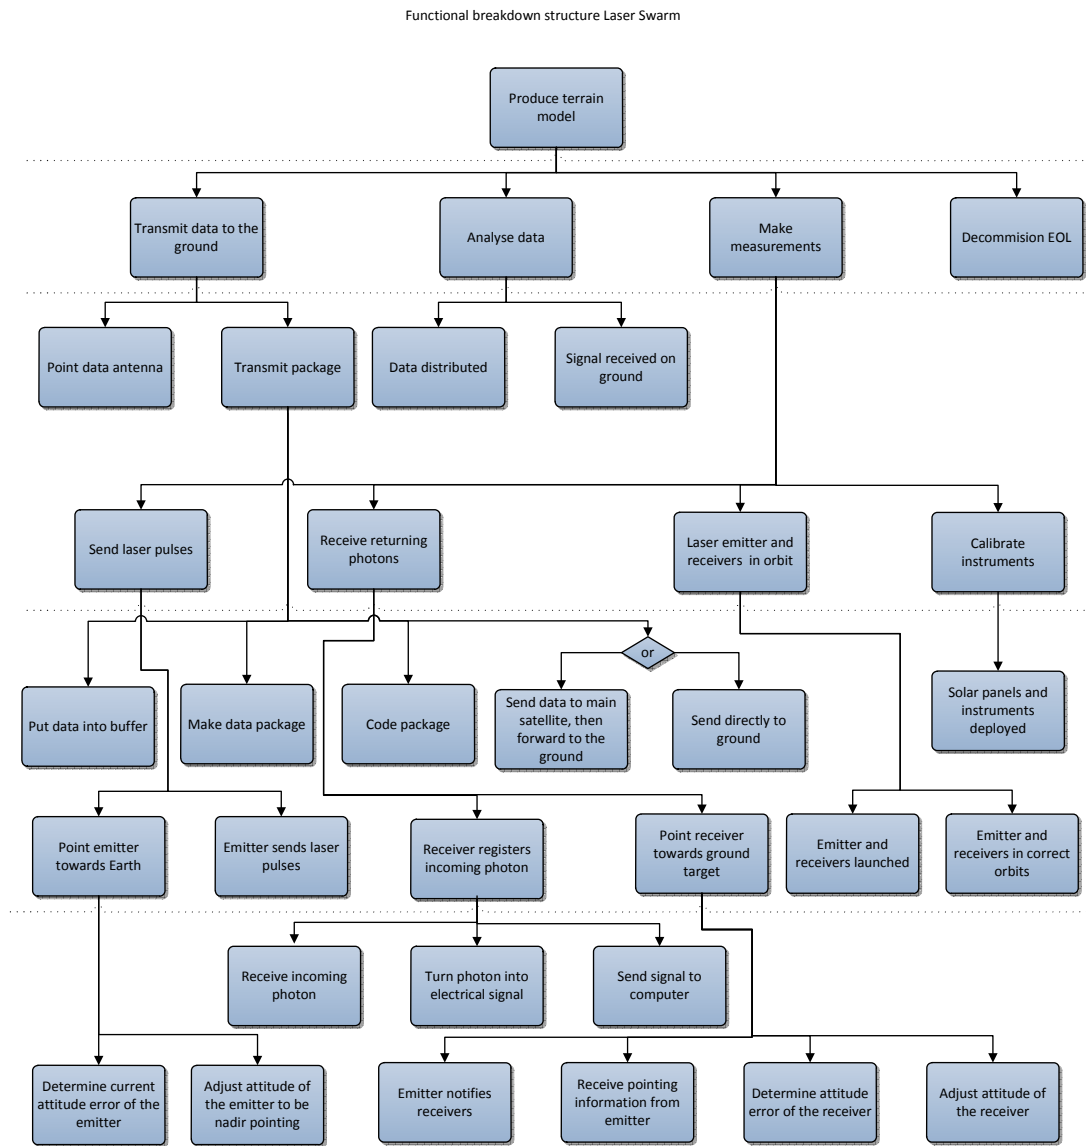 Functional breakdown structure Laser Swarm
Produce terrain
model
Transmit data to the
ground
Analyse data
Make
measurements
Decommision EOL
Point data antenna
Transmit package
Data distributed
Signal received on
ground
Send laser pulses
Receive returning
photons
Laser emitter and
receivers  in orbit
Calibrate
instruments
or
Put data into buffer
Make data package
Code package
Send data to main
satellite, then
forward to the
ground
Send directly to
ground
Solar panels and
instruments
deployed
Point emitter
towards Earth
Emitter sends laser
pulses
Receiver registers
incoming photon
Point receiver
towards ground
target
Emitter and
receivers launched
Emitter and
receivers in correct
orbits
Receive incoming
photon
Turn photon into
electrical signal
Send signal to
computer
Determine current
attitude error of the
emitter
Adjust attitude of
the emitter to be
nadir pointing
Emitter notifies
receivers
Receive pointing
information from
emitter
Determine attitude
error of the receiver
Adjust attitude of
the receiver